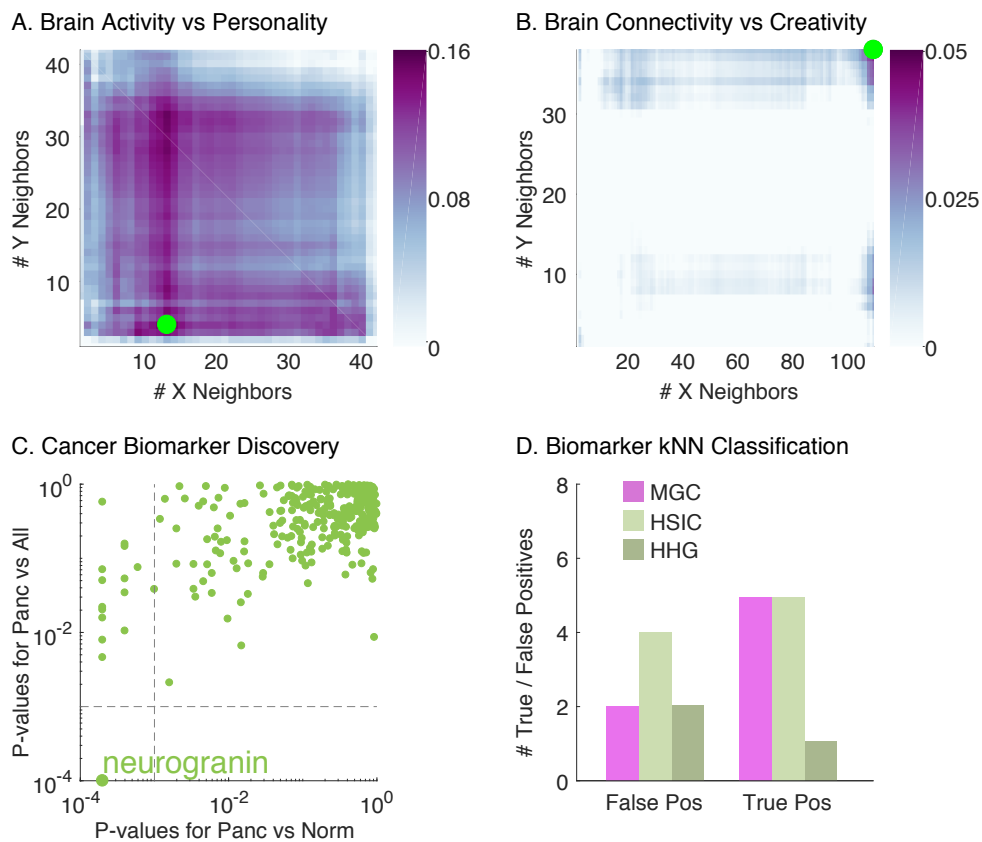 A. Brain Activity vs Personality
40
30
20
10
# Y Neighbors
10 20 30 40
# X Neighbors
0.16
0.08
0
B. Brain Connectivity vs Creativity
30
20
10
# Y Neighbors
20 40 60 80 100
# X Neighbors
0.05
0.025
0
C. Cancer Biomarker Discovery
10^0
10^-2
10^-4
P-values for Panc vs All
neurogranin
10^-4 10^-2 10^0
P-values for Panc vs Norm
D. Biomarker kNN Classification
8
6
4
2
0
# True / False Positives
MGC
HSIC
HHG
False Pos True Pos